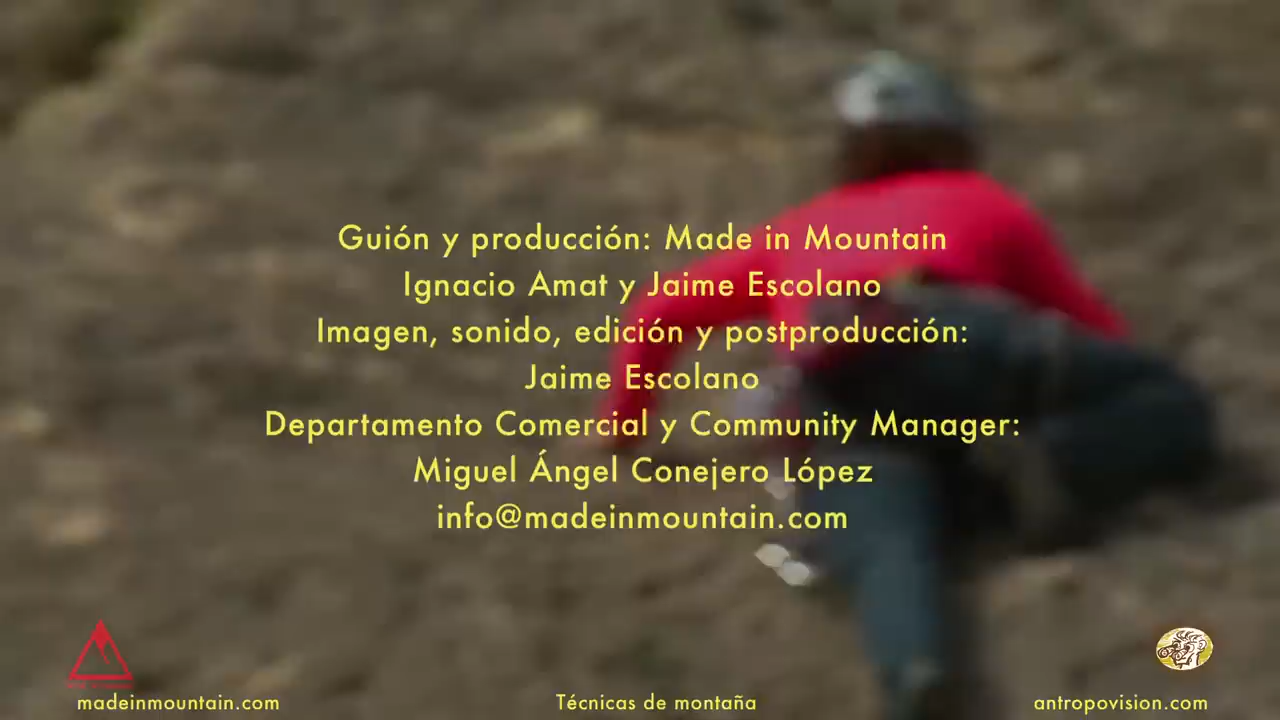 Guión y producción: Made in Mountain
Ignacio Amat y Jaime Escolano
Imagen, sonido, edición y postproducción:
Jaime Escolano
Departamento Comercial y Community Manager:
Miguel Ángel Conejero López
info@madeinmountain.com
madeinmountain.com
Técnicas de montaña
antropovision.com